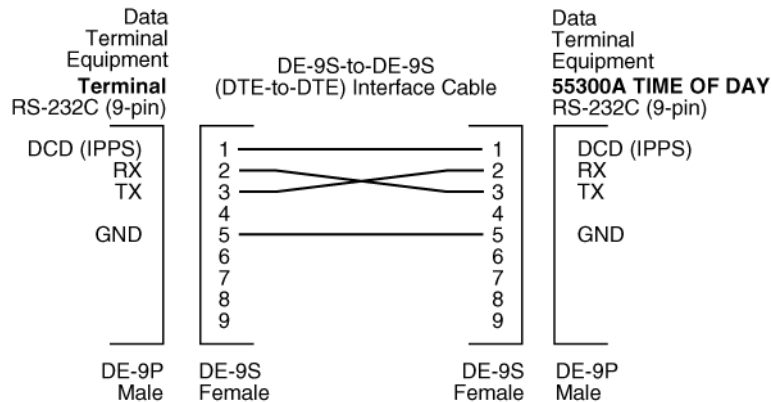 Data
Terminal
Equipment
Terminal
RS-232C (9-pin)
DE-9S-to-DE-9S
(DTE-to-DTE) Interface Cable
Data
Terminal
Equipment
55300A TIME OF DAY
RS-232C (9-pin)
DCD (IPPS) 1 1 DCD (IPPS)
RX 2 2 RX
TX 3 3 TX
4 4
GND 5 5 GND
6 6
7 7
8 8
9 9
DE-9P DE-9S DE-9S DE-9P
Male Female Female Male